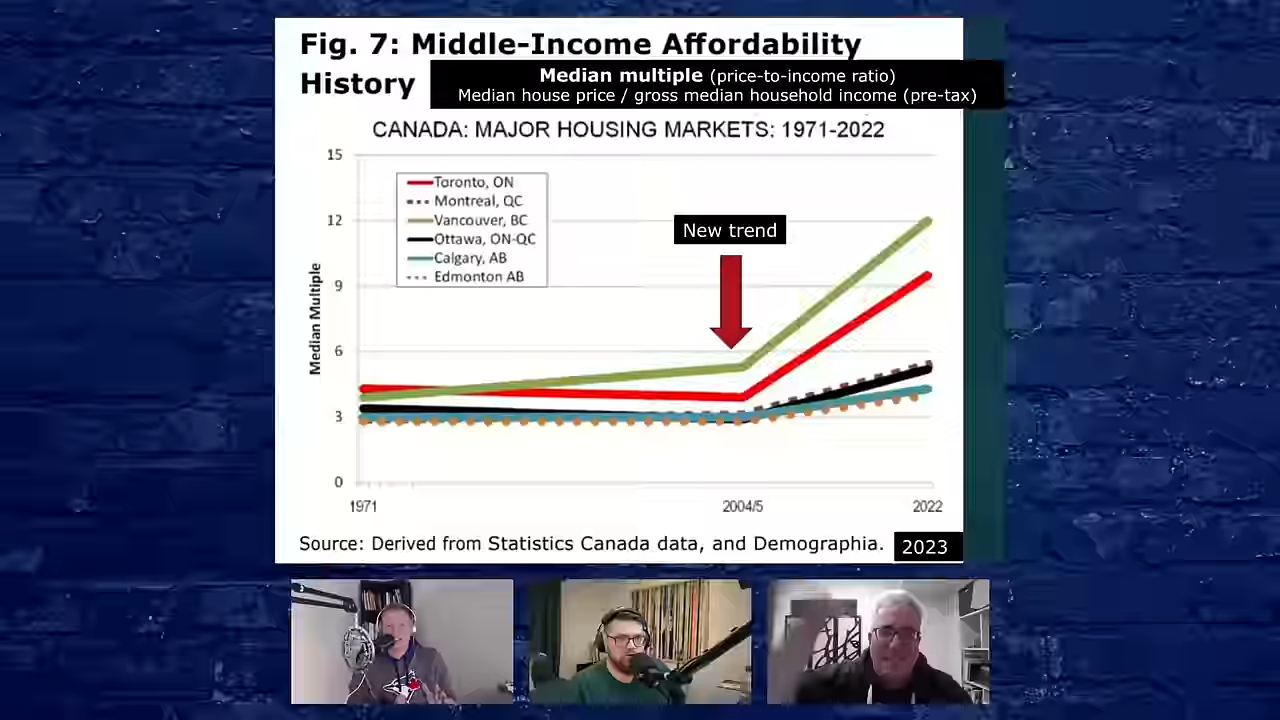 Fig. 7: Middle-Income Affordability
History
Median multiple (price-to-income ratio)
Median house price / gross median household income (pre-tax)
CANADA: MAJOR HOUSING MARKETS: 1971-2022
Median Multiple
15
12
9
6
3
0
Toronto, ON
Montreal, QC
Vancouver, BC
Ottawa, ON-QC
Calgary, AB
Edmonton AB
New trend
1971
2004/5
2022
Source: Derived from Statistics Canada data, and Demographia.
2023